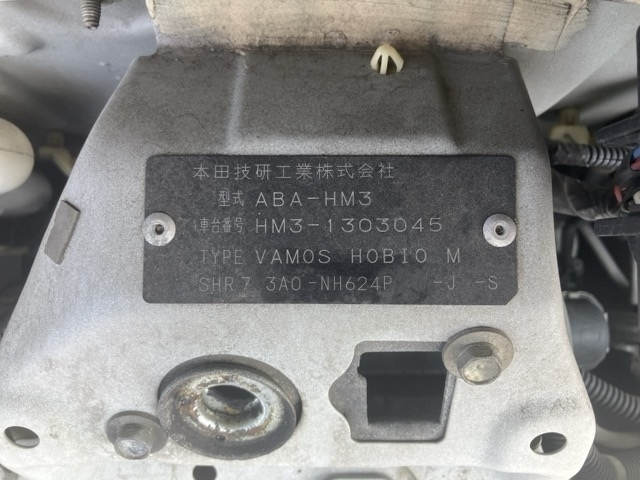 本田技研工業株式会社
型式 ABA-HM3
車台番号 HM3-1303045
TYPE VAMOS HOBIO M
SHR7 3A0-NH624P -J -S